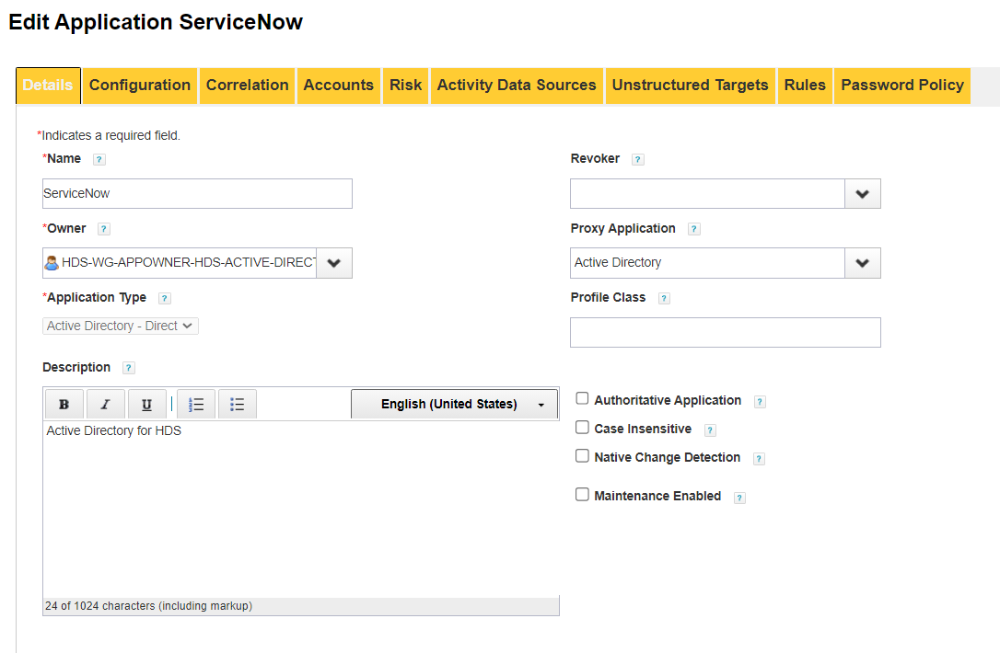 Edit Application ServiceNow
Details Configuration Correlation Accounts Risk Activity Data Sources Unstructured Targets Rules Password Policy
*Indicates a required field.
*Name ?
ServiceNow
Revoker ?
*Owner ?
HDS-WG-APPOWNER-HDS-ACTIVE-DIRECT
Proxy Application ?
Active Directory
*Application Type ?
Active Directory - Direct
Profile Class ?
Description ?
B I U English (United States)
Active Directory for HDS
24 of 1024 characters (including markup)
Authoritative Application ?
Case Insensitive ?
Native Change Detection ?
Maintenance Enabled ?